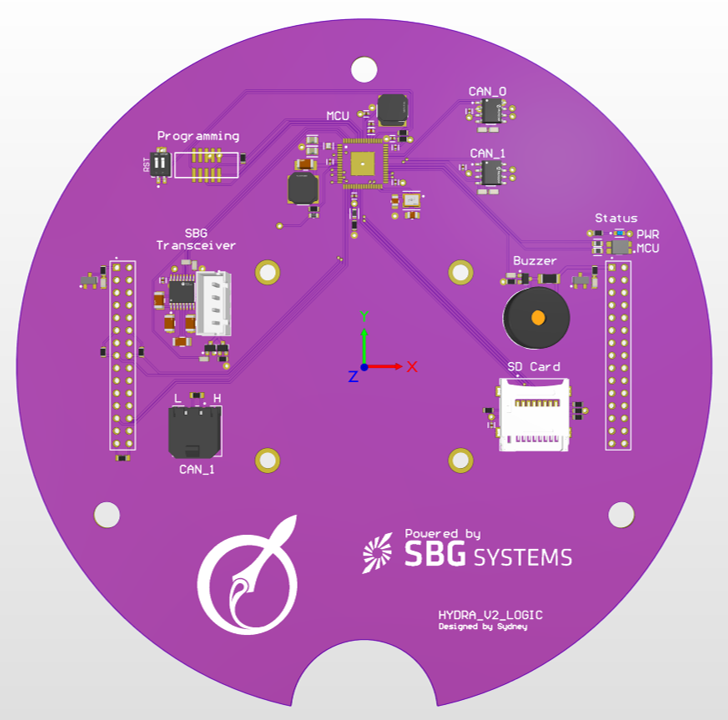 MCU
CAN_0
Programming
RST
CAN_1
SBG
Transceiver
Status
PWR
MCU
Buzzer
Y
X
Z
SD Card
L H
CAN_1
Powered by
SBG SYSTEMS
HYDRA_V2_LOGIC
Designed by Sydney